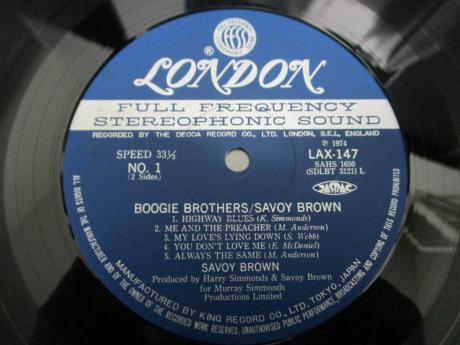 ffss
FULL FREQUENCY
®
LONDON
FULL FREQUENCY
STEREOPHONIC SOUND
RECORDED BY THE DECCA RECORD CO., LTD. LONDON, S.E.I., ENGLAND
SPEED 33⅓
NO. 1
(2 Sides)
℗ 1974
LAX-147
SAHS 1650
(SDLBT 3121) L
JASRAC
BOOGIE BROTHERS/SAVOY BROWN
1. HIGHWAY BLUES (K. Simmonds)
2. ME AND THE PREACHER (M. Anderson)
3. MY LOVE'S LYING DOWN (S. Webb)
4. YOU DON'T LOVE ME (E. McDaniel)
5. ALWAYS THE SAME (M. Anderson)
SAVOY BROWN
Produced by Harry Simmonds & Savoy Brown
for Murray Simmonds
Productions Limited
ALL RIGHTS OF THE MANUFACTURER AND OF THE OWNER OF THE RECORDED WORK RESERVED, UNAUTHORISED PUBLIC PERFORMANCE, BROADCASTING AND COPYING OF THIS RECORD PROHIBITED
MANUFACTURING BY KING RECORD CO., LTD. TOKYO, JAPAN